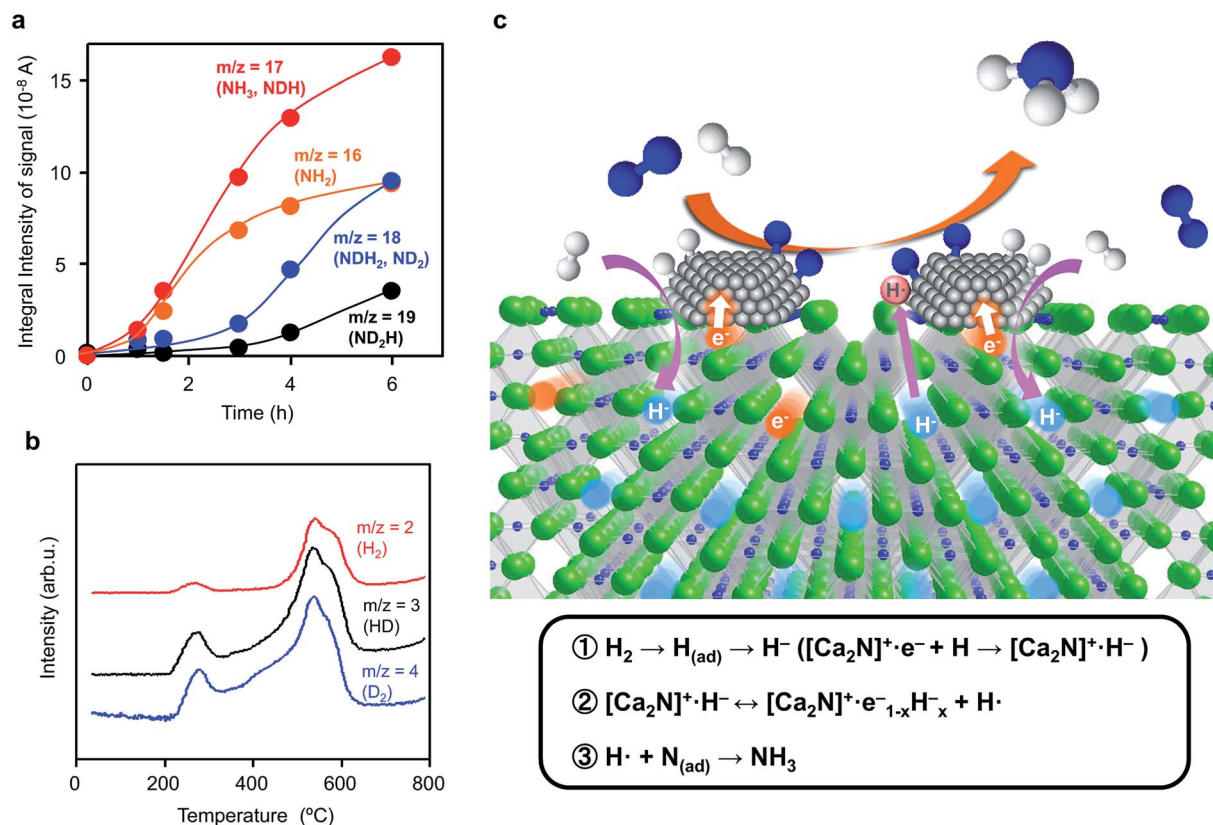 a
Integral Intensity of signal (10⁻⁸ A)
15
10
5
0
0
2
4
6
Time (h)
m/z = 17
(NH₃, NDH)
m/z = 16
(NH₂)
m/z = 18
(NDH₂, ND₂)
m/z = 19
(ND₂H)
b
Intensity (arb.u.)
m/z = 2
(H₂)
m/z = 3
(HD)
m/z = 4
(D₂)
0
200
400
600
800
Temperature (ºC)
c
H·
e⁻
e⁻
H⁻
e⁻
H⁻
H⁻
① H₂ → H₍ad₎ → H⁻ ([Ca₂N]⁺·e⁻ + H → [Ca₂N]⁺·H⁻ )
② [Ca₂N]⁺·H⁻ ↔ [Ca₂N]⁺·e⁻₁₋ₓH⁻ₓ + H·
③ H· + N₍ad₎ → NH₃